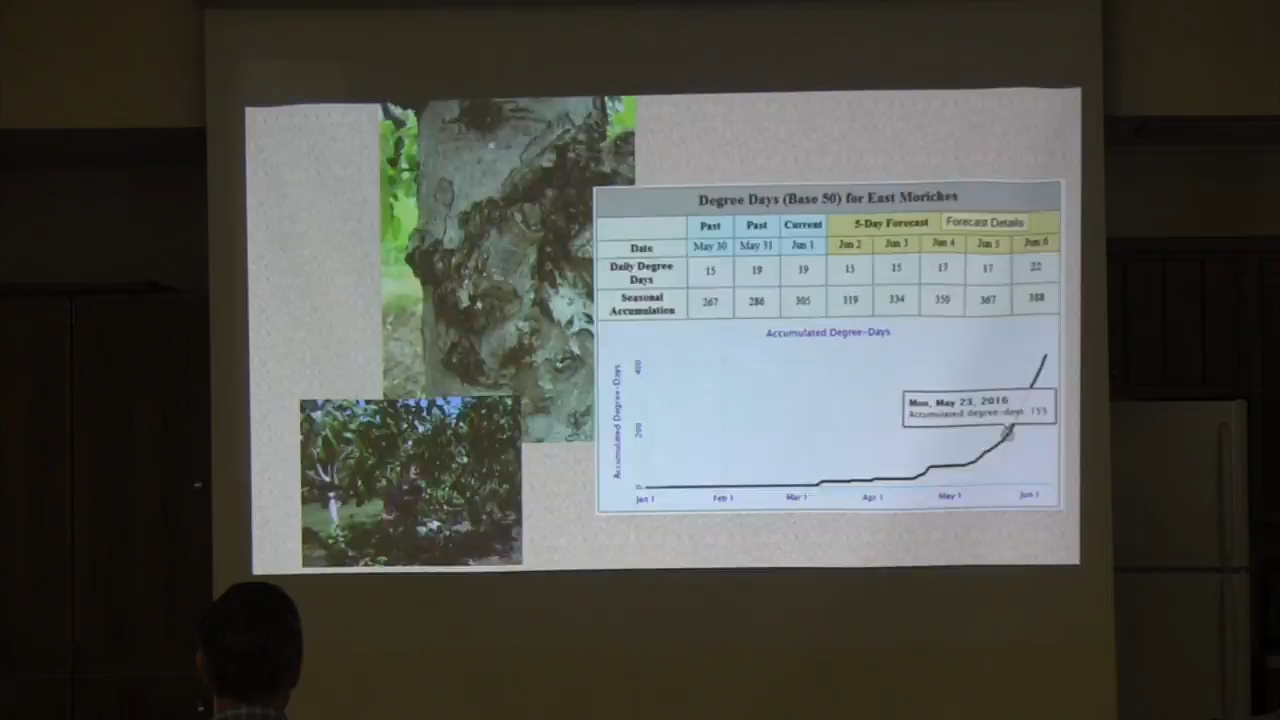 Degree Days (Base 50) for East Moriches
Past Past Current 5-Day Forecast Forecast Details
Date May 30 May 31 Jun 1 Jun 2 Jun 3 Jun 4 Jun 5 Jun 6
Daily Degree Days 15 19 19 15 15 17 17 22
Seasonal Accumulation 267 286 305 319 334 350 367 388
Accumulated Degree-Days
Accumulated Degree-Days
400
200
0
Mon, May 23, 2016
Accumulated degree-days 155
Jan 1 Feb 1 Mar 1 Apr 1 May 1 Jun 1